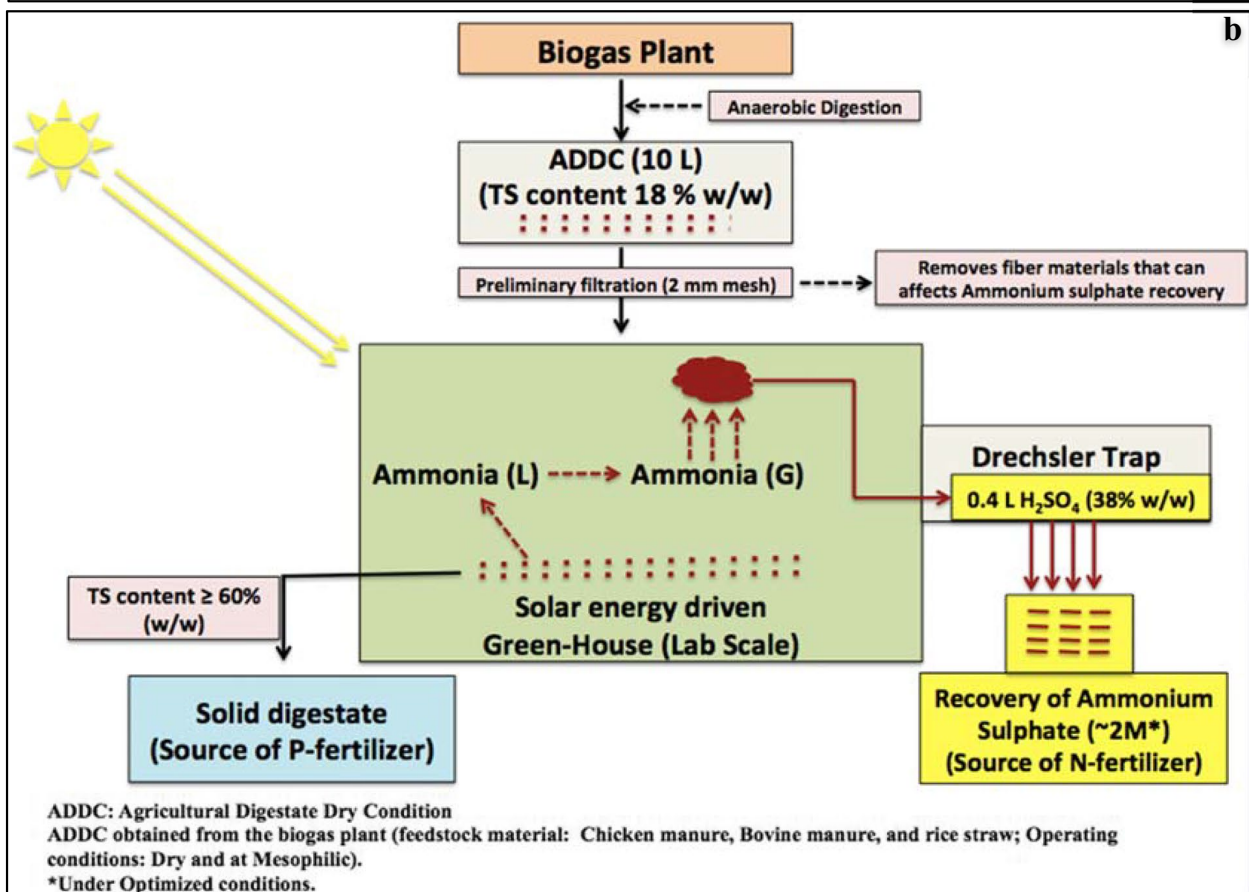 b
Biogas Plant
Anaerobic Digestion
ADDC (10 L)
(TS content 18 % w/w)
Preliminary filtration (2 mm mesh)
Removes fiber materials that can
affects Ammonium sulphate recovery
Ammonia (L)
Ammonia (G)
Drechsler Trap
0.4 L H₂SO₄ (38% w/w)
TS content ≥ 60%
(w/w)
Solar energy driven
Green-House (Lab Scale)
Solid digestate
(Source of P-fertilizer)
Recovery of Ammonium
Sulphate (~2M*)
(Source of N-fertilizer)
ADDC: Agricultural Digestate Dry Condition
ADDC obtained from the biogas plant (feedstock material: Chicken manure, Bovine manure, and rice straw; Operating
conditions: Dry and at Mesophilic).
*Under Optimized conditions.